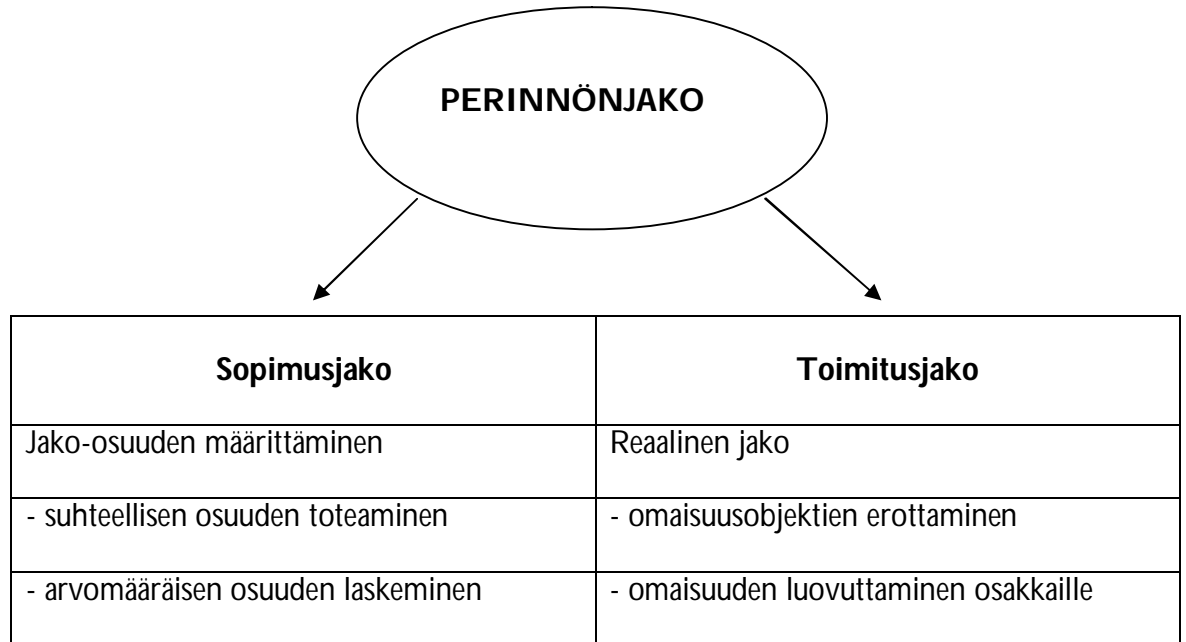 PERINNÖNJAKO
Sopimusjako
Toimitusjako
Jako-osuuden määrittäminen
Reaalinen jako
- suhteellisen osuuden toteaminen
- omaisuusobjektien erottaminen
- arvomääräisen osuuden laskeminen
- omaisuuden luovuttaminen osakkaille